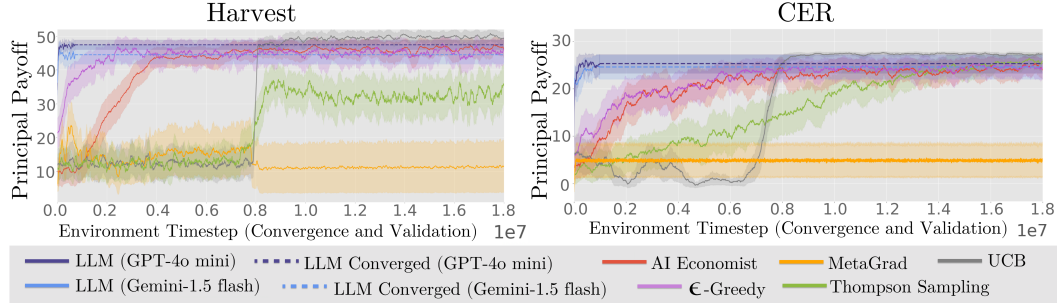 Harvest
CER
Principal Payoff
50
40
30
20
10
0.0 0.2 0.4 0.6 0.8 1.0 1.2 1.4 1.6 1.8
Environment Timestep (Convergence and Validation) 1e7
Principal Payoff
30
20
10
0
0.0 0.2 0.4 0.6 0.8 1.0 1.2 1.4 1.6 1.8
Environment Timestep (Convergence and Validation) 1e7
LLM (GPT-4o mini) LLM Converged (GPT-4o mini) AI Economist MetaGrad UCB
LLM (Gemini-1.5 flash) LLM Converged (Gemini-1.5 flash) ϵ-Greedy Thompson Sampling